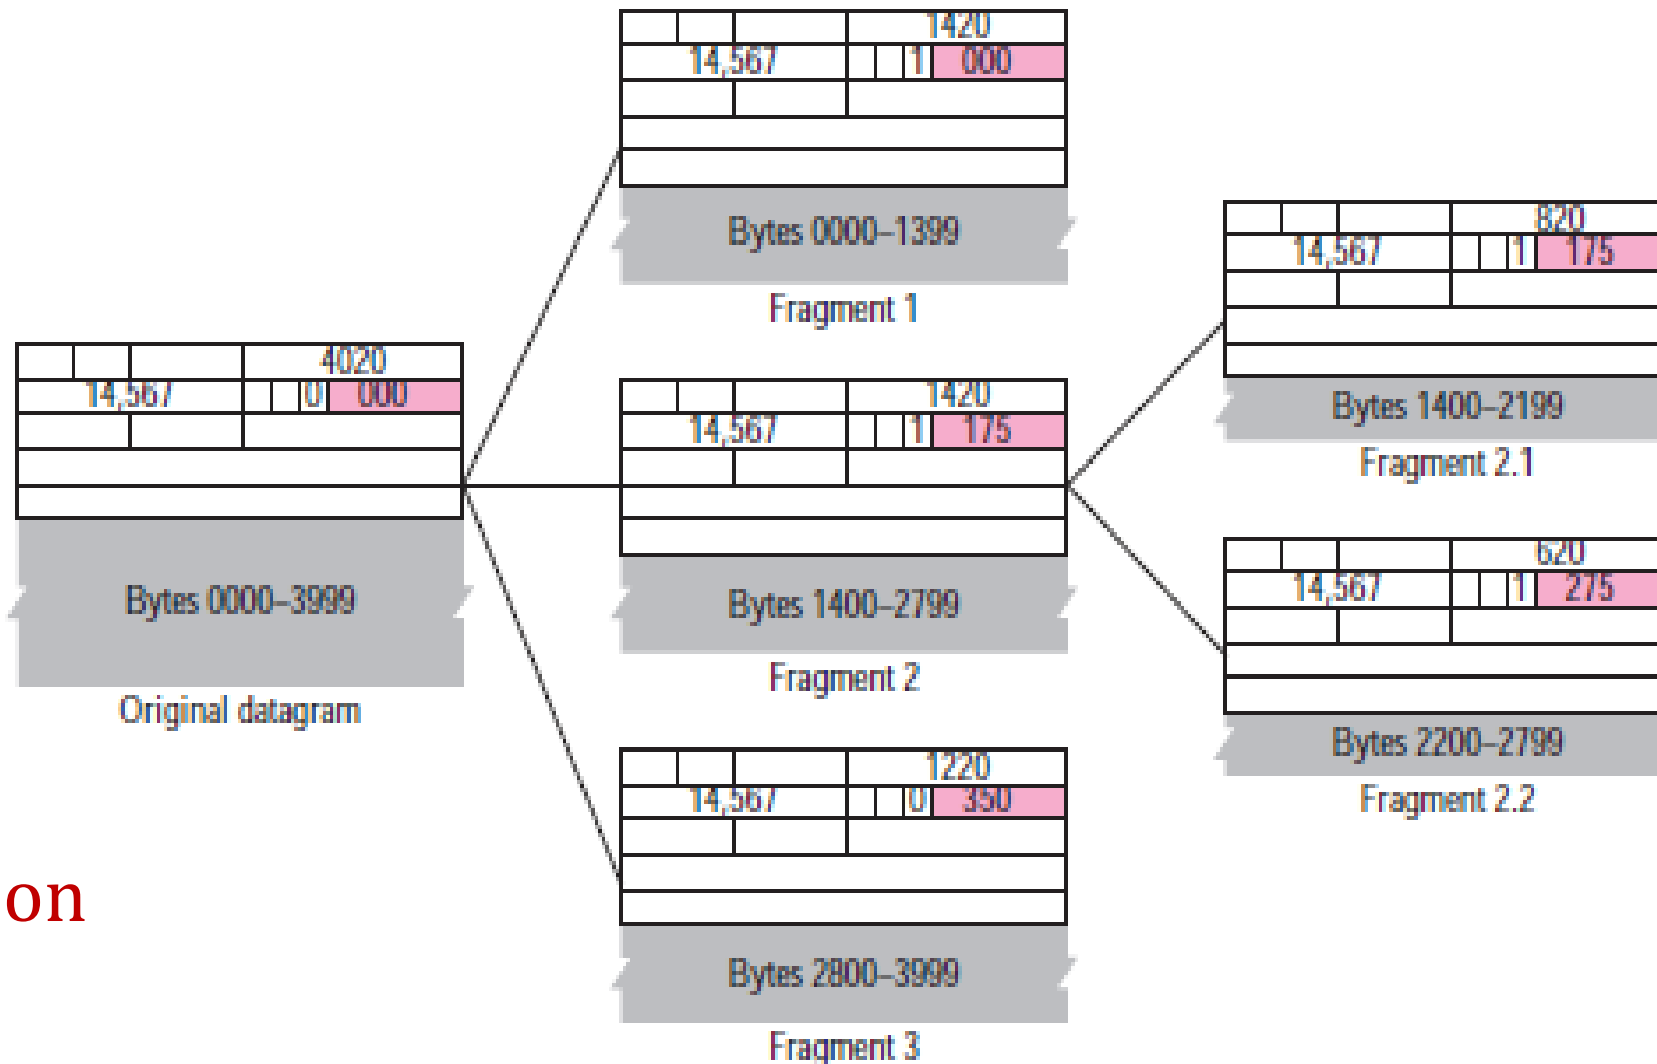 4020
14,567 0 000
Bytes 0000–3999
Original datagram
1420
14,567 1 000
Bytes 0000–1399
Fragment 1
1420
14,567 1 175
Bytes 1400–2799
Fragment 2
1220
14,567 0 350
Bytes 2800–3999
Fragment 3
820
14,567 1 175
Bytes 1400–2199
Fragment 2.1
620
14,567 1 275
Bytes 2200–2799
Fragment 2.2
on